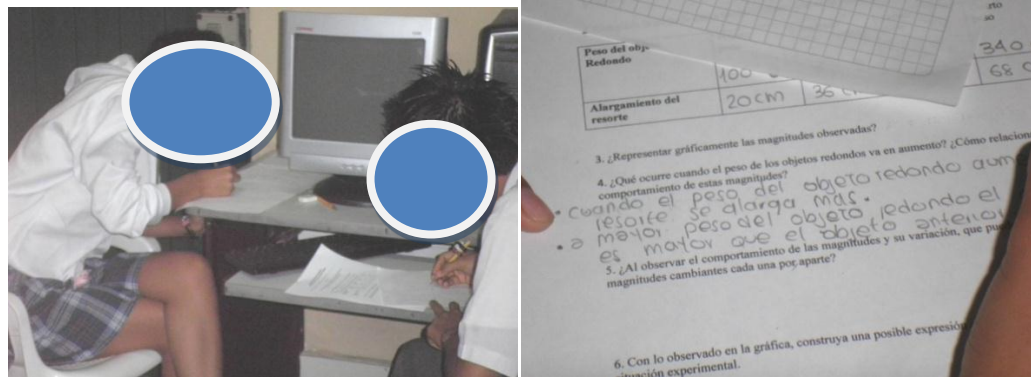 Peso del obj-
Redondo
100
340
Alargamiento del
resorte
20cm
36
68 c
3. ¿Representar gráficamente las magnitudes observadas?
4. ¿Qué ocurre cuando el peso de los objetos redondos va en aumento? ¿Cómo relacion
comportamiento de estas magnitudes?
• cuando el peso del objeto redondo aum
resorte se alarga mas.
• a mayor peso del objeto redondo el
es mayor que el objeto anterior
5. ¿Al observar el comportamiento de las magnitudes y su variación, que pue
magnitudes cambiantes cada una por aparte?
6. Con lo observado en la gráfica, construya una posible expresión
situación experimental.